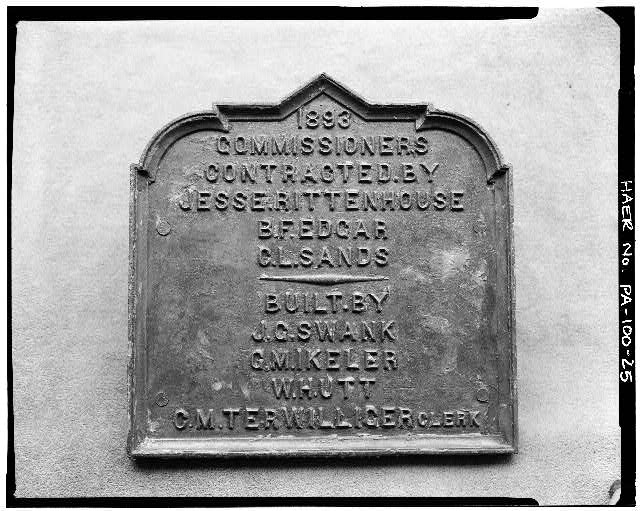 1893
COMMISSIONERS
CONTRACTED.BY
JESSE.RITTENHOUSE
B.F.EDGAR
C.L.SANDS
BUILT.BY
J.G.SWANK
G.M.IKELER
W.HUTT
C.M.TERWILLIGER CLERK
HAER No. PA-100-25